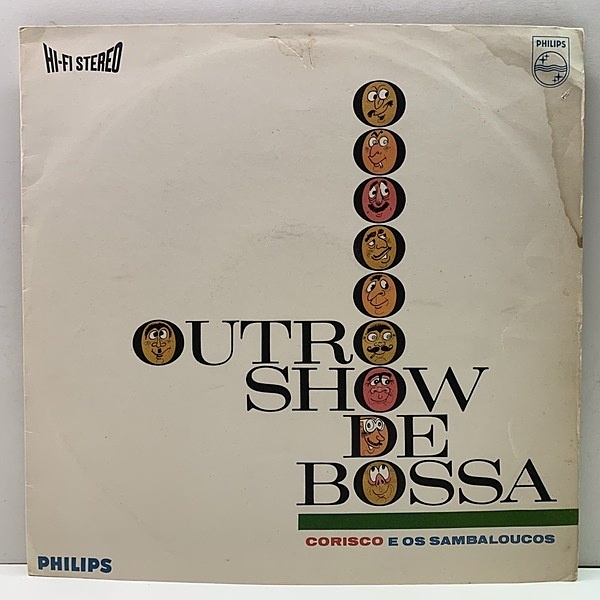 HI-FI STEREO
PHILIPS
OUTRO
SHOW
DE
BOSSA
CORISCO E OS SAMBALOUCOS
PHILIPS